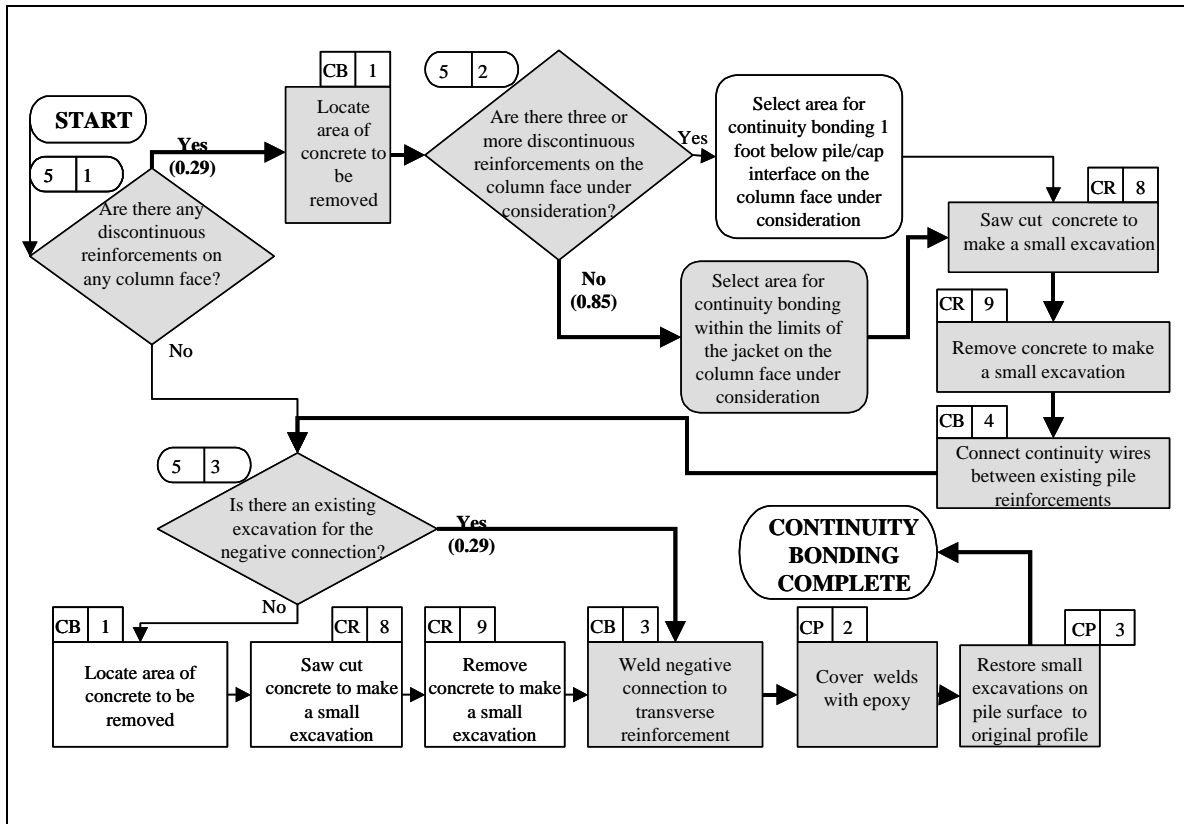 START
5 1
Are there any
discontinuous
reinforcements on
any column face?
Yes
(0.29)
No
CB 1
Locate
area of
concrete to
be
removed
5 2
Are there three or
more discontinuous
reinforcements on the
column face under
consideration?
Yes
No
(0.85)
Select area for
continuity bonding 1
foot below pile/cap
interface on the
column face under
consideration
Select area for
continuity bonding
within the limits of
the jacket on the
column face under
consideration
CR 8
Saw cut concrete to
make a small excavation
CR 9
Remove concrete to make
a small excavation
CB 4
Connect continuity wires
between existing pile
reinforcements
5 3
Is there an existing
excavation for the
negative connection?
Yes
(0.29)
No
CB 1
Locate area of
concrete to be
removed
CR 8
Saw cut
concrete to make
a small
excavation
CR 9
Remove
concrete to make
a small
excavation
CB 3
Weld negative
connection to
transverse
reinforcement
CP 2
Cover welds
with epoxy
CP 3
Restore small
excavations on
pile surface to
original profile
CONTINUITY
BONDING
COMPLETE